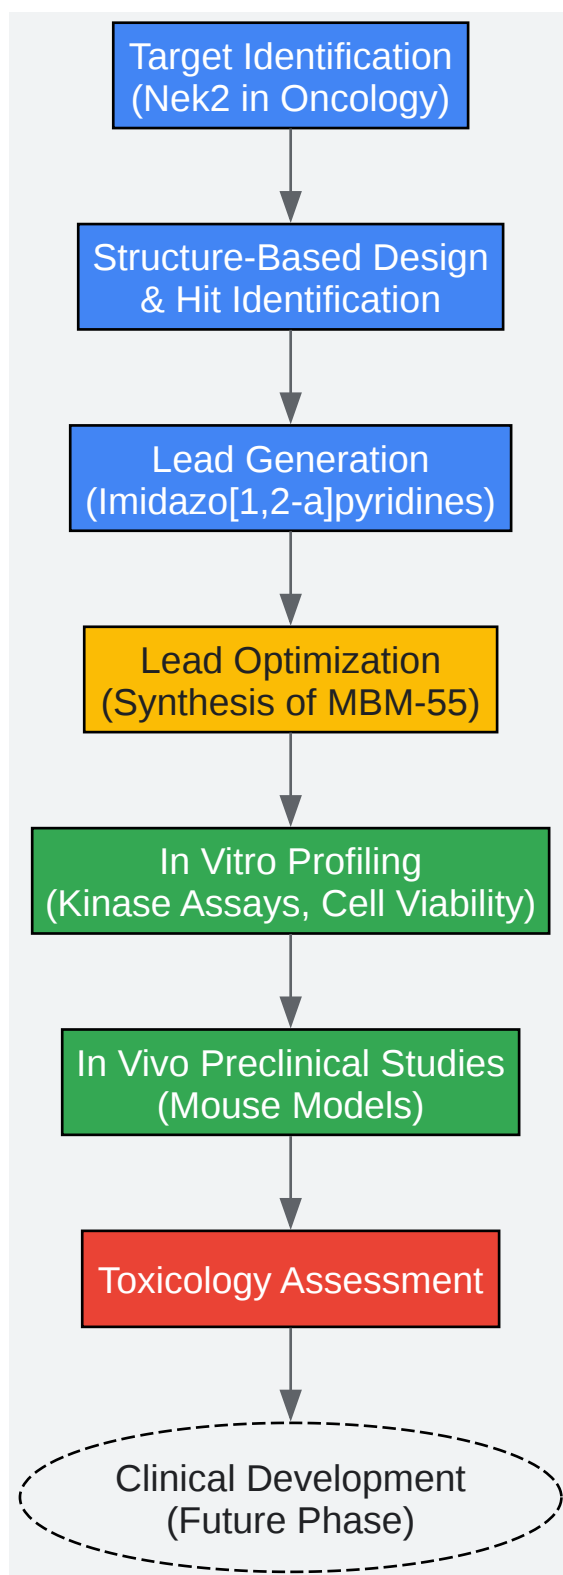 Target Identification
(Nek2 in Oncology)
Structure-Based Design
& Hit Identification
Lead Generation
(Imidazo[1,2-a]pyridines)
Lead Optimization
(Synthesis of MBM-55)
In Vitro Profiling
(Kinase Assays, Cell Viability)
In Vivo Preclinical Studies
(Mouse Models)
Toxicology Assessment
Clinical Development
(Future Phase)